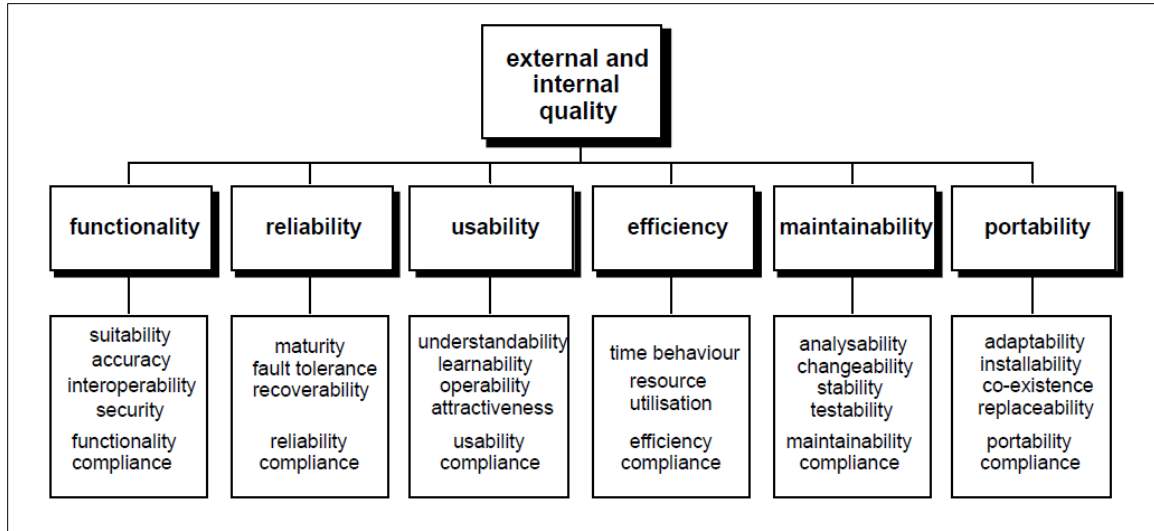 external and
internal
quality
functionality
reliability
usability
efficiency
maintainability
portability
suitability
accuracy
interoperability
security
functionality
compliance
maturity
fault tolerance
recoverability
reliability
compliance
understandability
learnability
operability
attractiveness
usability
compliance
time behaviour
resource
utilisation
efficiency
compliance
analysability
changeability
stability
testability
maintainability
compliance
adaptability
installability
co-existence
replaceability
portability
compliance